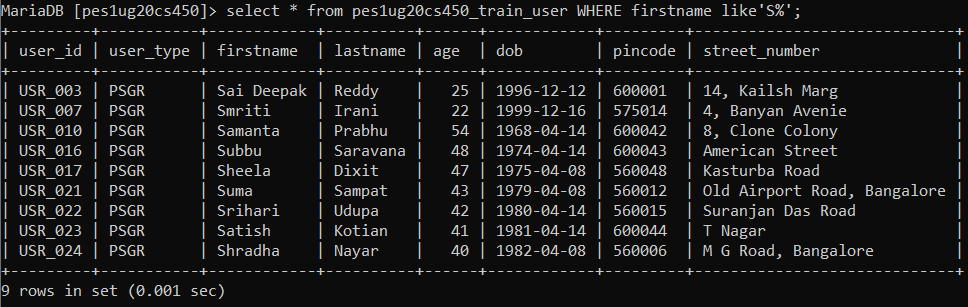 MariaDB [pes1ug20cs450]> select * from pes1ug20cs450_train_user WHERE firstname like'S%';
+---------+-----------+------------+----------+------+------------+---------+-----------------------------+
| user_id | user_type | firstname  | lastname | age  | dob        | pincode | street_number               |
+---------+-----------+------------+----------+------+------------+---------+-----------------------------+
| USR_003 | PSGR      | Sai Deepak | Reddy    |   25 | 1996-12-12 | 600001  | 14, Kailsh Marg             |
| USR_007 | PSGR      | Smriti     | Irani    |   22 | 1999-12-16 | 575014  | 4, Banyan Avenie            |
| USR_010 | PSGR      | Samanta    | Prabhu   |   54 | 1968-04-14 | 600042  | 8, Clone Colony             |
| USR_016 | PSGR      | Subbu      | Saravana |   48 | 1974-04-14 | 600043  | American Street             |
| USR_017 | PSGR      | Sheela     | Dixit    |   47 | 1975-04-08 | 560048  | Kasturba Road               |
| USR_021 | PSGR      | Suma       | Sampat   |   43 | 1979-04-08 | 560012  | Old Airport Road, Bangalore |
| USR_022 | PSGR      | Srihari    | Udupa    |   42 | 1980-04-14 | 560015  | Suranjan Das Road           |
| USR_023 | PSGR      | Satish     | Kotian   |   41 | 1981-04-14 | 600044  | T Nagar                     |
| USR_024 | PSGR      | Shradha    | Nayar    |   40 | 1982-04-08 | 560006  | M G Road, Bangalore         |
+---------+-----------+------------+----------+------+------------+---------+-----------------------------+
9 rows in set (0.001 sec)